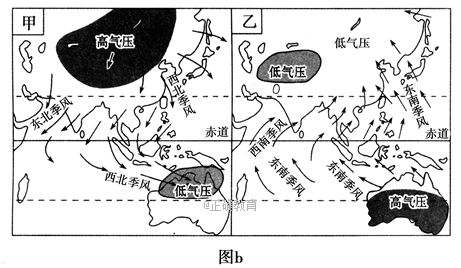 甲
高气压
西北季风
东北季风
赤道
西北季风
低气压
@正确教育
乙
低气压
低气压
东南季风
西南季风
赤道
东南季风
东南季风
高气压
图b